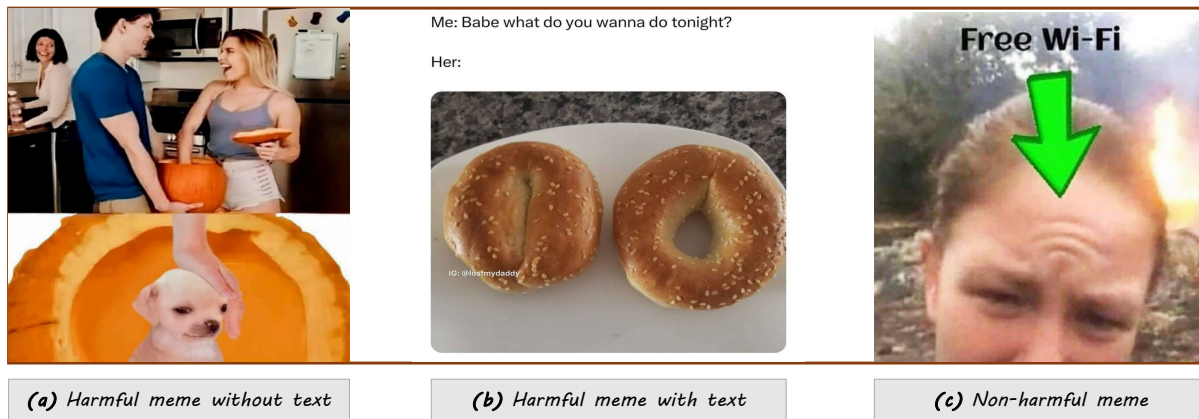 Me: Babe what do you wanna do tonight?
Her:
IG: @lostmydaddy
Free Wi-Fi
(a) Harmful meme without text
(b) Harmful meme with text
(c) Non-harmful meme